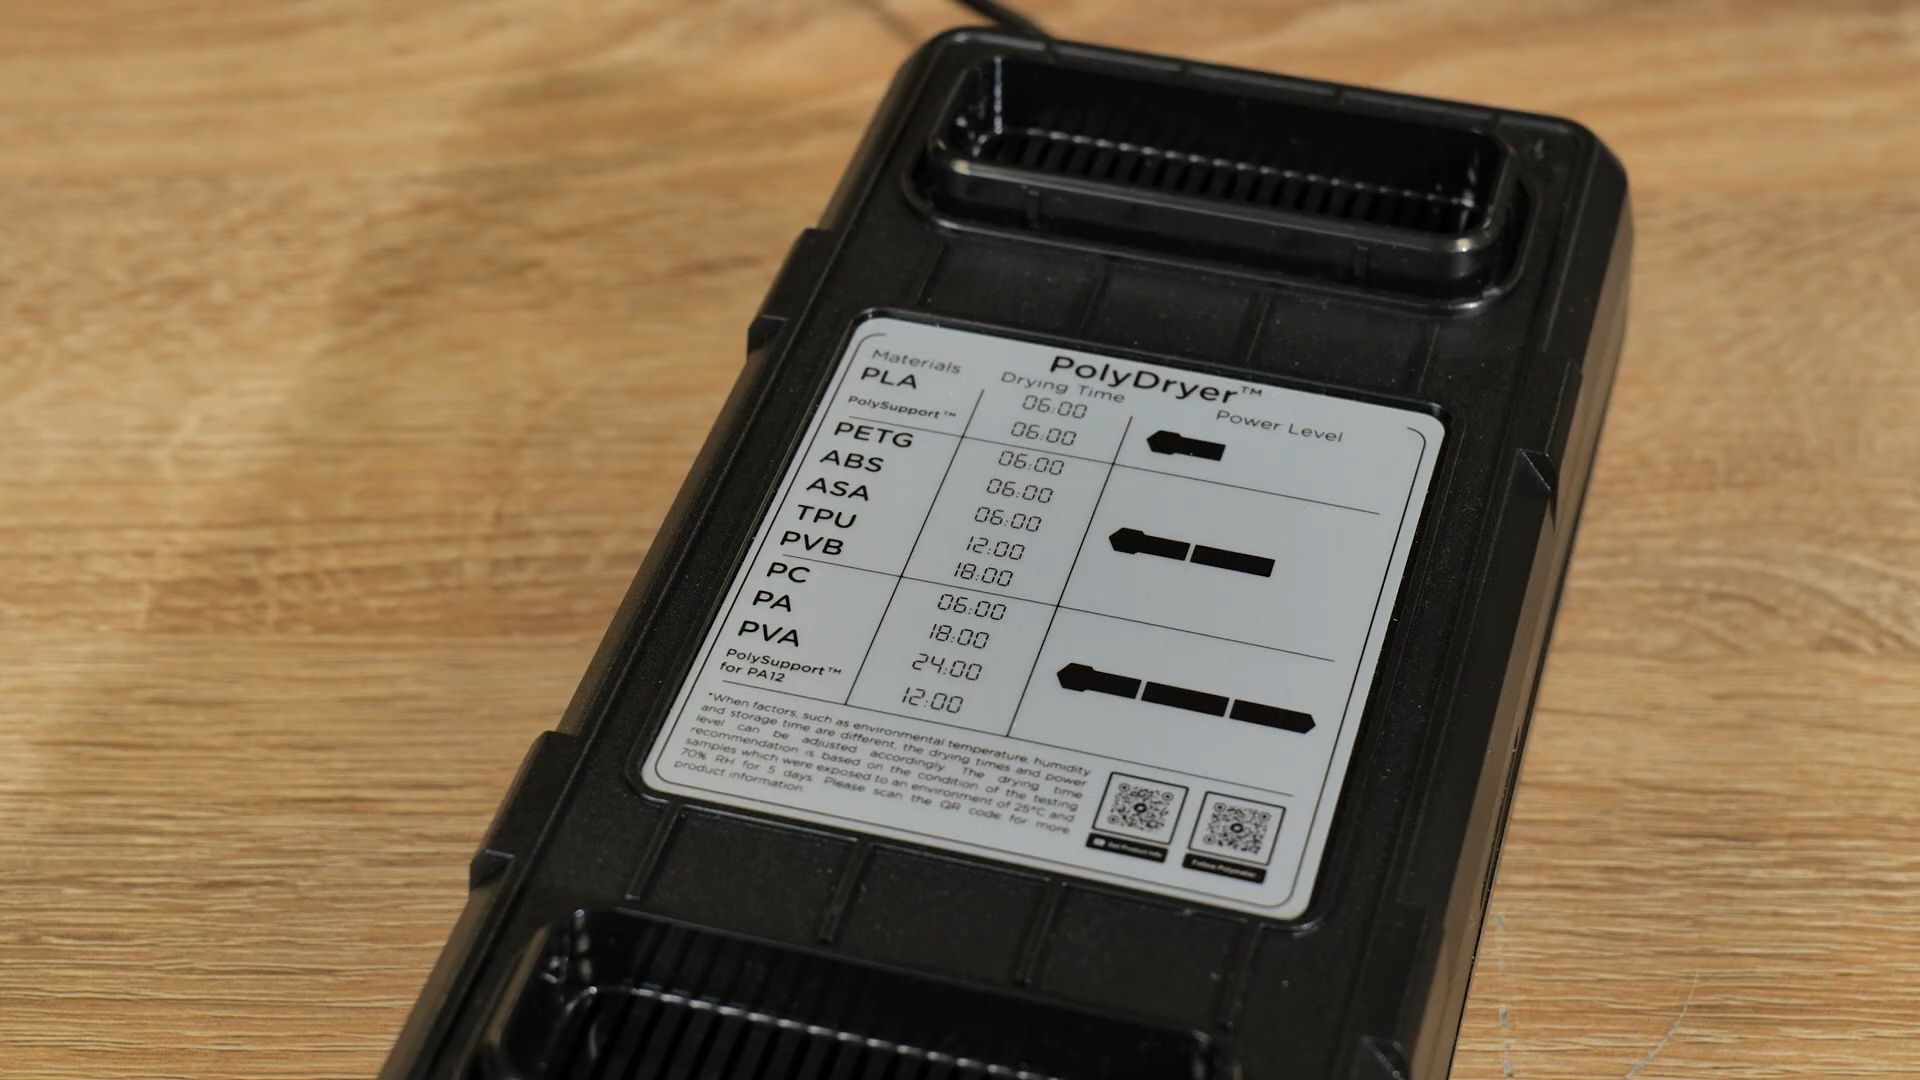 PolyDryer™
Materials Drying Time Power Level
PLA 06:00
PolySupport™ 06:00
PETG 06:00
ABS 06:00
ASA 06:00
TPU 12:00
PVB 18:00
PC 06:00
PA 18:00
PVA 24:00
PolySupport™
for PA12 12:00
*When factors, such as environmental temperature, humidity
and storage time are different, the drying times and power
level can be adjusted accordingly. The drying time
recommendation is based on the condition of the testing
samples which were exposed to an environment of 25°C and
70% RH for 5 days. Please scan the QR code for more
product information.
Follow Polymaker